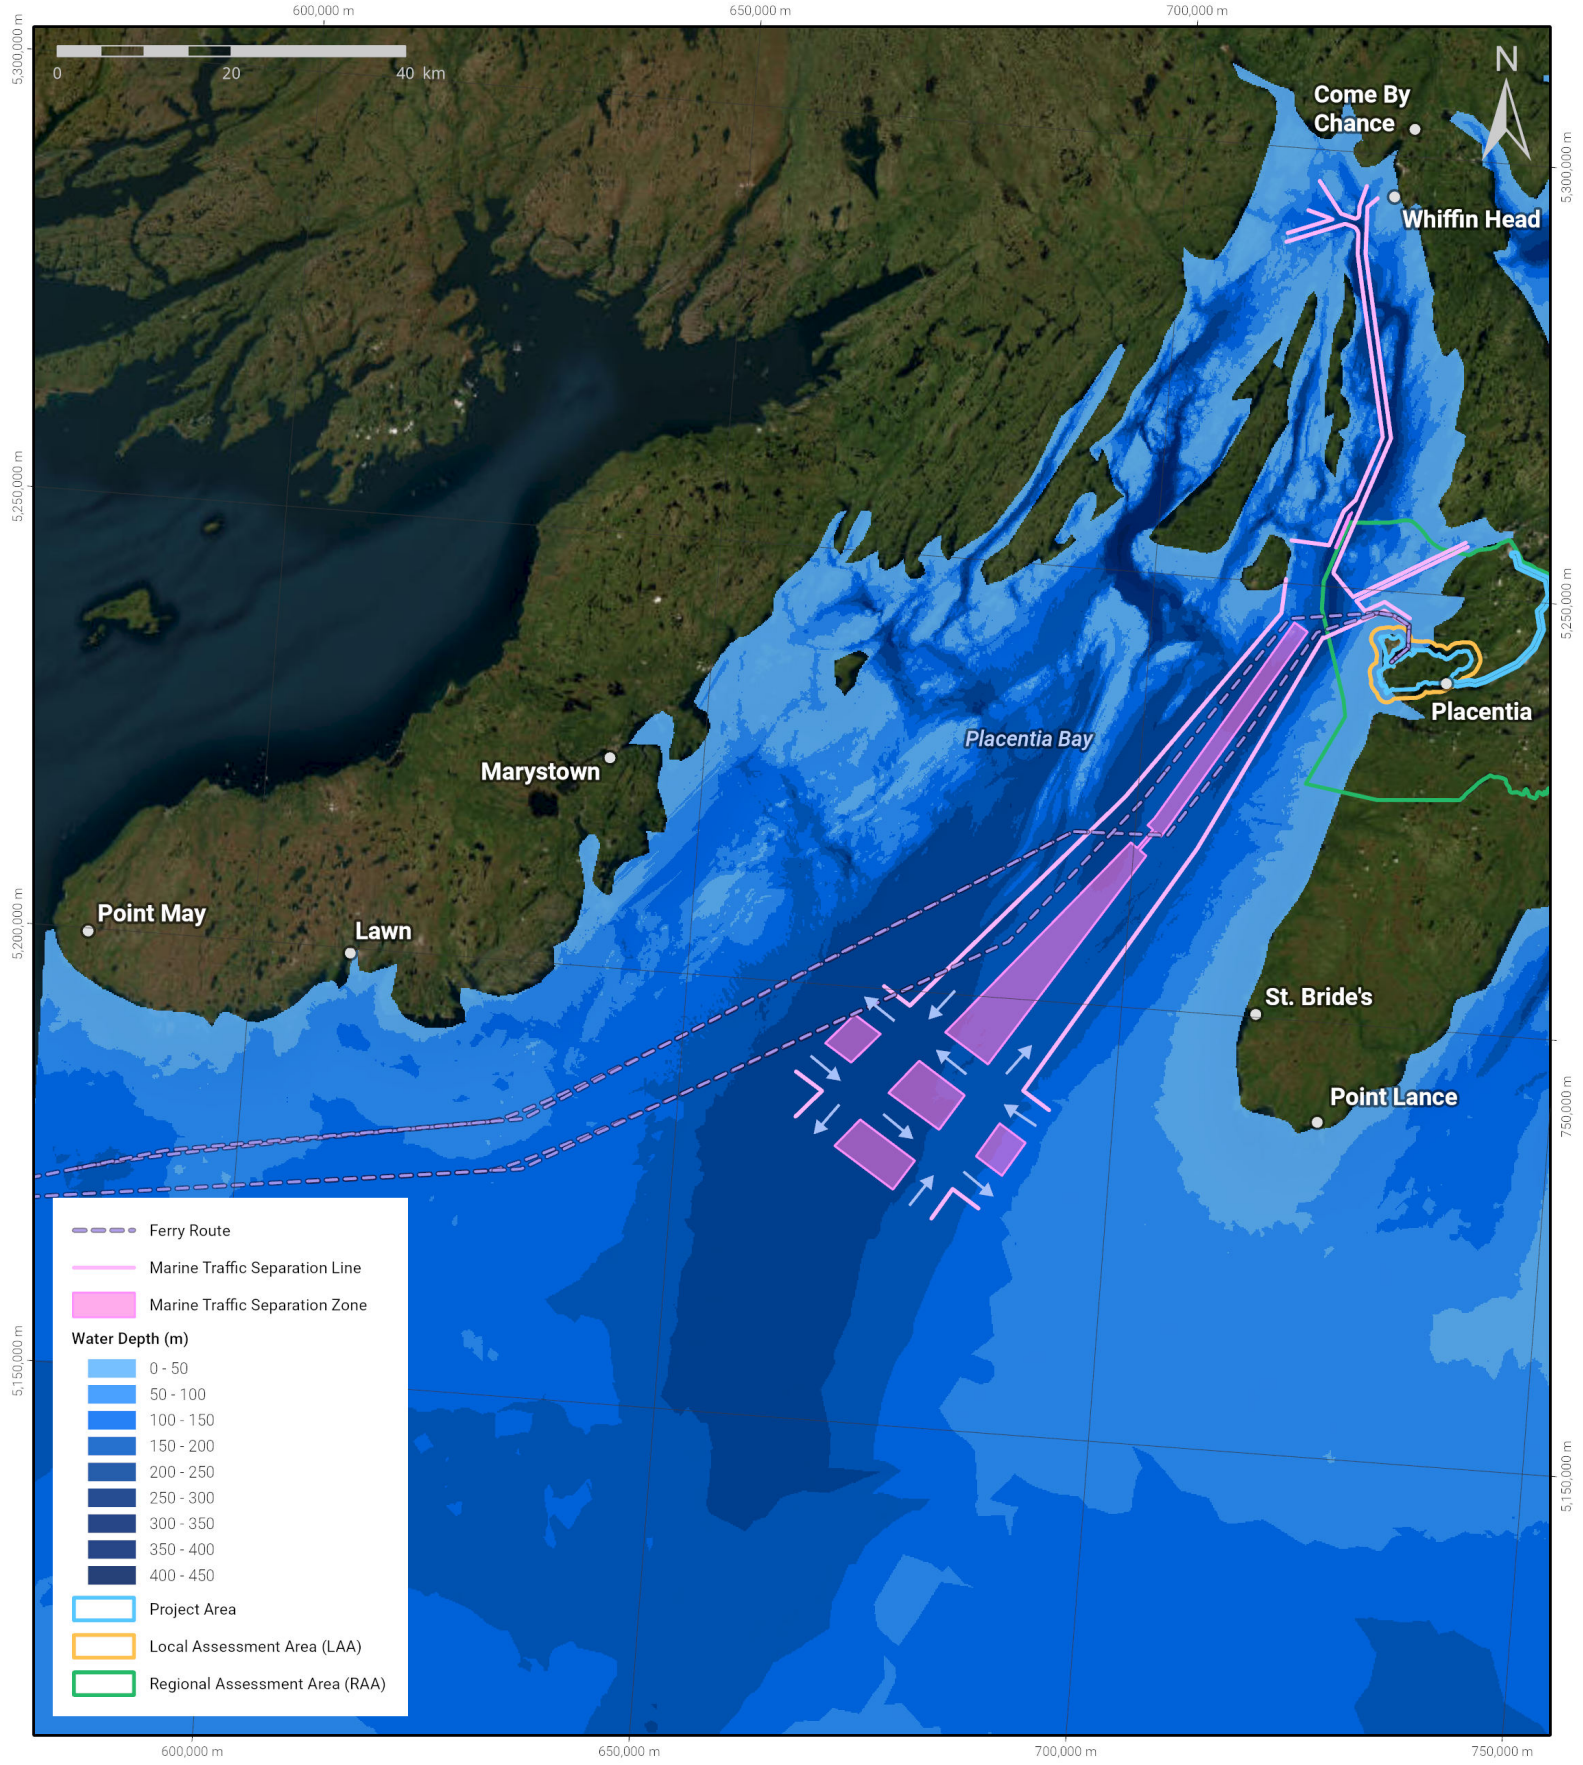 600,000 m
650,000 m
700,000 m
5,300,000 m
5,250,000 m
5,200,000 m
5,150,000 m
0
20
40 km
N
Come By
Chance
Whiffin Head
5,300,000 m
5,250,000 m
750,000 m
5,150,000 m
Placentia
Placentia Bay
Marystown
Point May
Lawn
St. Bride's
Point Lance
Ferry Route
Marine Traffic Separation Line
Marine Traffic Separation Zone
Water Depth (m)
0 - 50
50 - 100
100 - 150
150 - 200
200 - 250
250 - 300
300 - 350
350 - 400
400 - 450
Project Area
Local Assessment Area (LAA)
Regional Assessment Area (RAA)
600,000 m
650,000 m
700,000 m
750,000 m